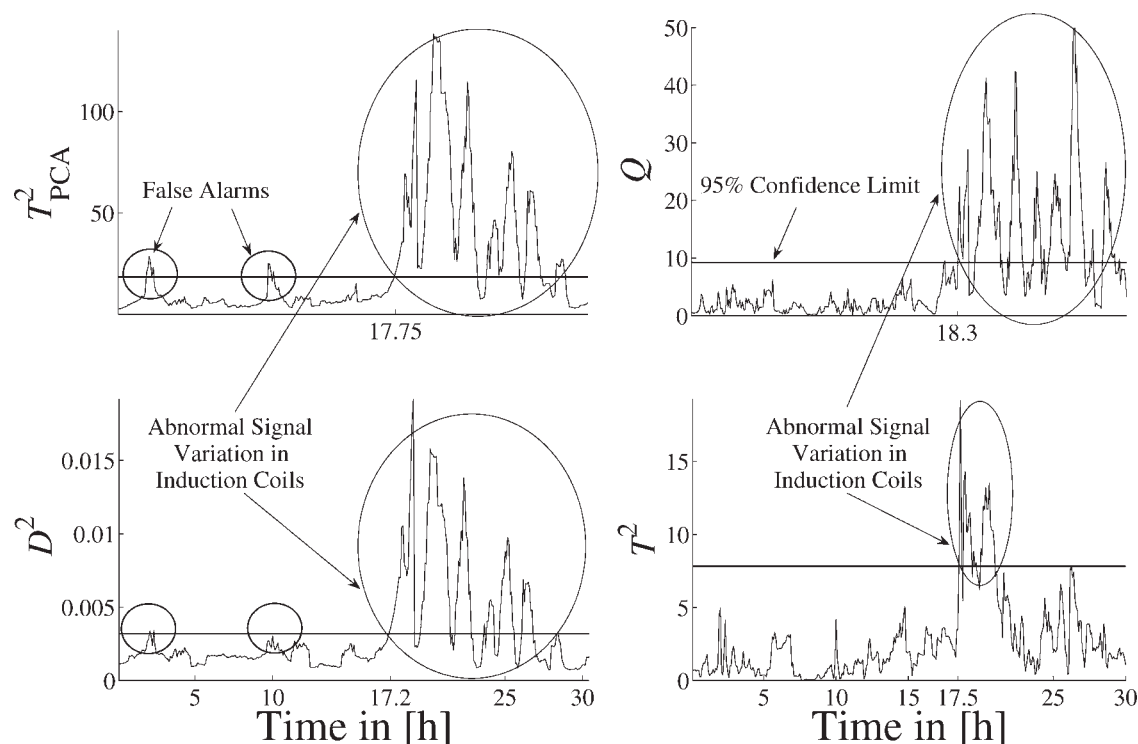 100
50
T²PCA
False Alarms
17.75
50
40
30
20
10
0
Q
95% Confidence Limit
18.3
Abnormal Signal
Variation in
Induction Coils
0.015
0.01
0.005
0
D²
5 10 17.2 25 30
Time in [h]
Abnormal Signal
Variation in
Induction Coils
15
10
5
0
T²
5 10 15 17.5 25 30
Time in [h]